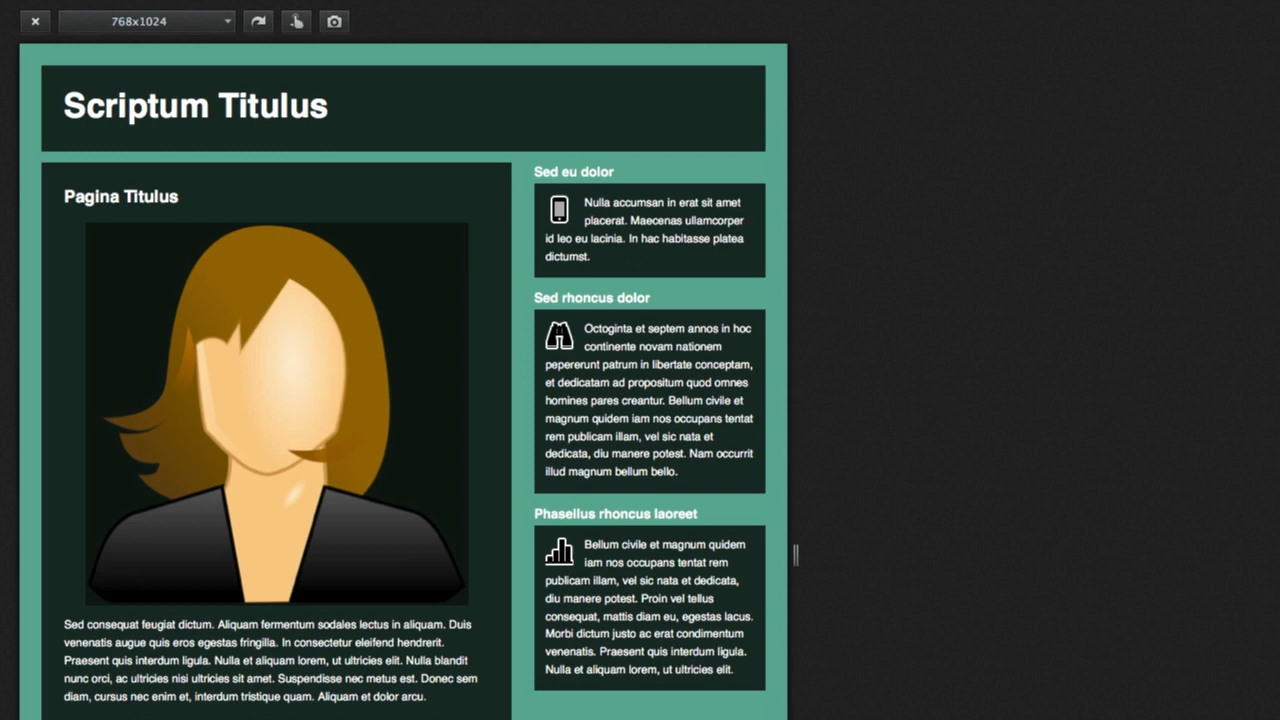 768x1024
Scriptum Titulus
Pagina Titulus
Sed consequat feugiat dictum. Aliquam fermentum sodales lectus in aliquam. Duis
venenatis augue quis eros egestas fringilla. In consectetur eleifend hendrerit.
Praesent quis interdum ligula. Nulla et aliquam lorem, ut ultricies elit. Nulla blandit
nunc orci, ac ultricies nisi ultricies sit amet. Suspendisse nec metus est. Donec sem
diam, cursus nec enim et, interdum tristique quam. Aliquam et dolor arcu.
Sed eu dolor
Nulla accumsan in erat sit amet
placerat. Maecenas ullamcorper
id leo eu lacinia. In hac habitasse platea
dictumst.
Sed rhoncus dolor
Octoginta et septem annos in hoc
continente novam nationem
pepererunt patrum in libertate conceptam,
et dedicatam ad propositum quod omnes
homines pares creantur. Bellum civile et
magnum quidem iam nos occupans tentat
rem publicam illam, vel sic nata et
dedicata, diu manere potest. Nam occurrit
illud magnum bellum bello.
Phasellus rhoncus laoreet
Bellum civile et magnum quidem
iam nos occupans tentat rem
publicam illam, vel sic nata et dedicata,
diu manere potest. Proin vel tellus
consequat, mattis diam eu, egestas lacus.
Morbi dictum justo ac erat condimentum
venenatis. Praesent quis interdum ligula.
Nulla et aliquam lorem, ut ultricies elit.